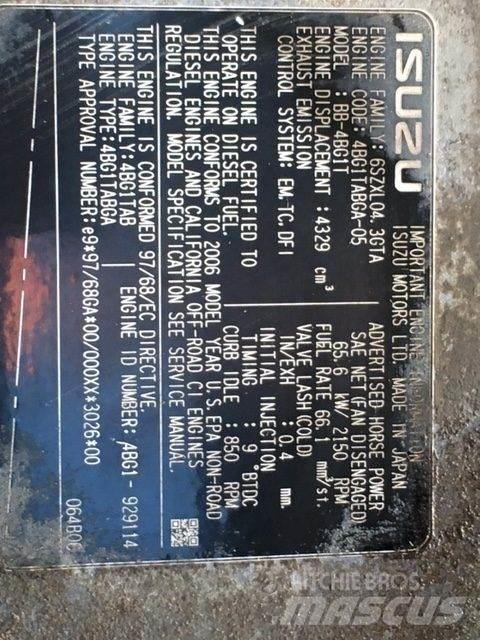 ISUZU
IMPORTANT ENGINE INFORMATION
ISUZU MOTORS LTD. MADE IN JAPAN
ENGINE FAMILY : 6SZXL04.3GTA
ENGINE CODE: 4BG1TABGA-05
MODEL : BB-4BG1T
ENGINE DISPLACEMENT : 4329 cm³
EXHAUST EMISSION
CONTROL SYSTEM: EM,TC,DFI
ADVERTISED HORSE POWER
SAE NET(FAN DISENGAGED)
65.6 kW/ 2150 RPM
FUEL RATE 66.1 mm³/st.
VALVE LASH(COLD)
IN/EXH : 0.4 mm
INITIAL INJECTION
TIMING : 9 °BTDC
CURB IDLE : 850 RPM
THIS ENGINE IS CERTIFIED TO
OPERATE ON DIESEL FUEL.
THIS ENGINE CONFORMS TO 2006 MODEL YEAR U.S.EPA NON-ROAD
DIESEL ENGINES AND CALIFORNIA OFF-ROAD CI ENGINES
REGULATION. MODEL SPECIFICATION SEE SERVICE MANUAL.
THIS ENGINE IS CONFORMED 97/68/EC DIRECTIVE.
ENGINE FAMILY:4BG1TAB
ENGINE ID NUMBER: 4BG1 - 929114
ENGINE TYPE:4BG1TABGA
TYPE APPROVAL NUMBER:e9*97/68GA*00/000XX*3026*00
064B06
RITCHIE BROS.
MASCUS